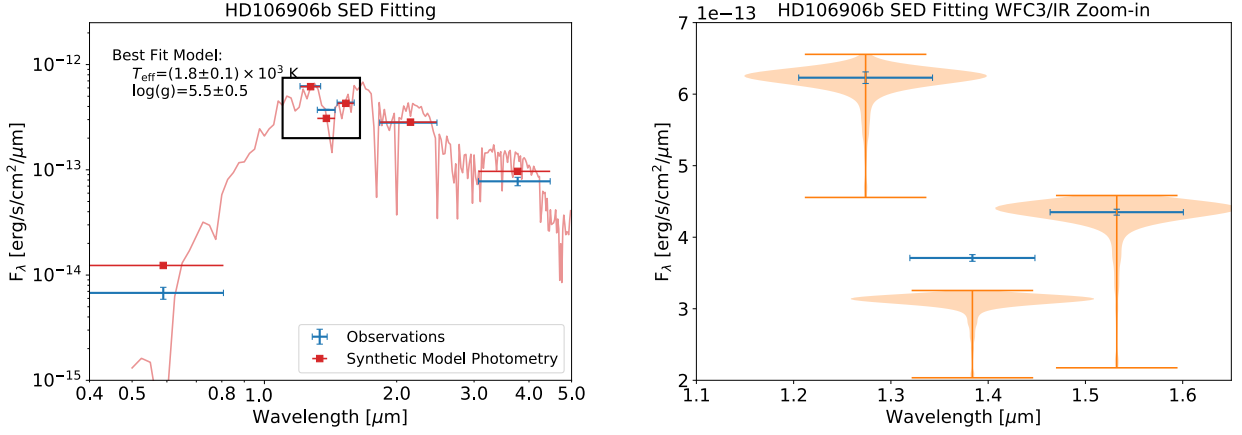 HD106906b SED Fitting
Best Fit Model:
T_eff=(1.8±0.1) × 10³ K
log(g)=5.5±0.5
10⁻¹²
10⁻¹³
10⁻¹⁴
10⁻¹⁵
F_λ [erg/s/cm²/μm]
Observations
Synthetic Model Photometry
0.4 0.6 0.8 1.0 2.0 3.0 4.0 5.0
Wavelength [μm]
HD106906b SED Fitting WFC3/IR Zoom-in
1e−13
7
6
5
4
3
2
F_λ [erg/s/cm²/μm]
1.1 1.2 1.3 1.4 1.5 1.6
Wavelength [μm]